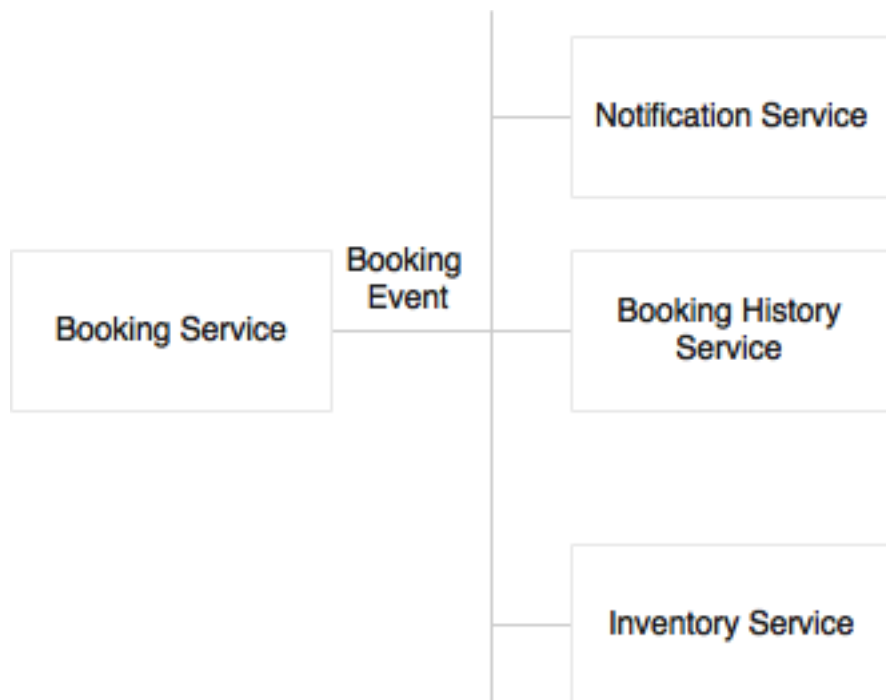 Notification Service
Booking
Event
Booking Service
Booking History
Service
Inventory Service